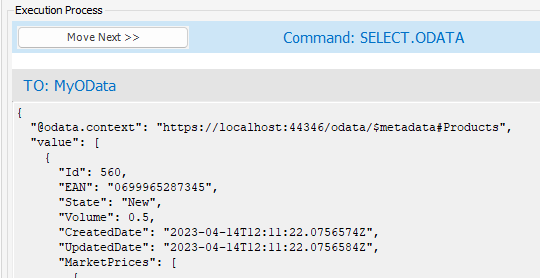 Execution Process
Move Next >>
Command: SELECT.ODATA
TO: MyOData
{
"@odata.context": "https://localhost:44346/odata/$metadata#Products",
"value": [
{
"Id": 560,
"EAN": "0699965287345",
"State": "New",
"Volume": 0.5,
"CreatedDate": "2023-04-14T12:11:22.0756574Z",
"UpdatedDate": "2023-04-14T12:11:22.0756584Z",
"MarketPrices": [
{